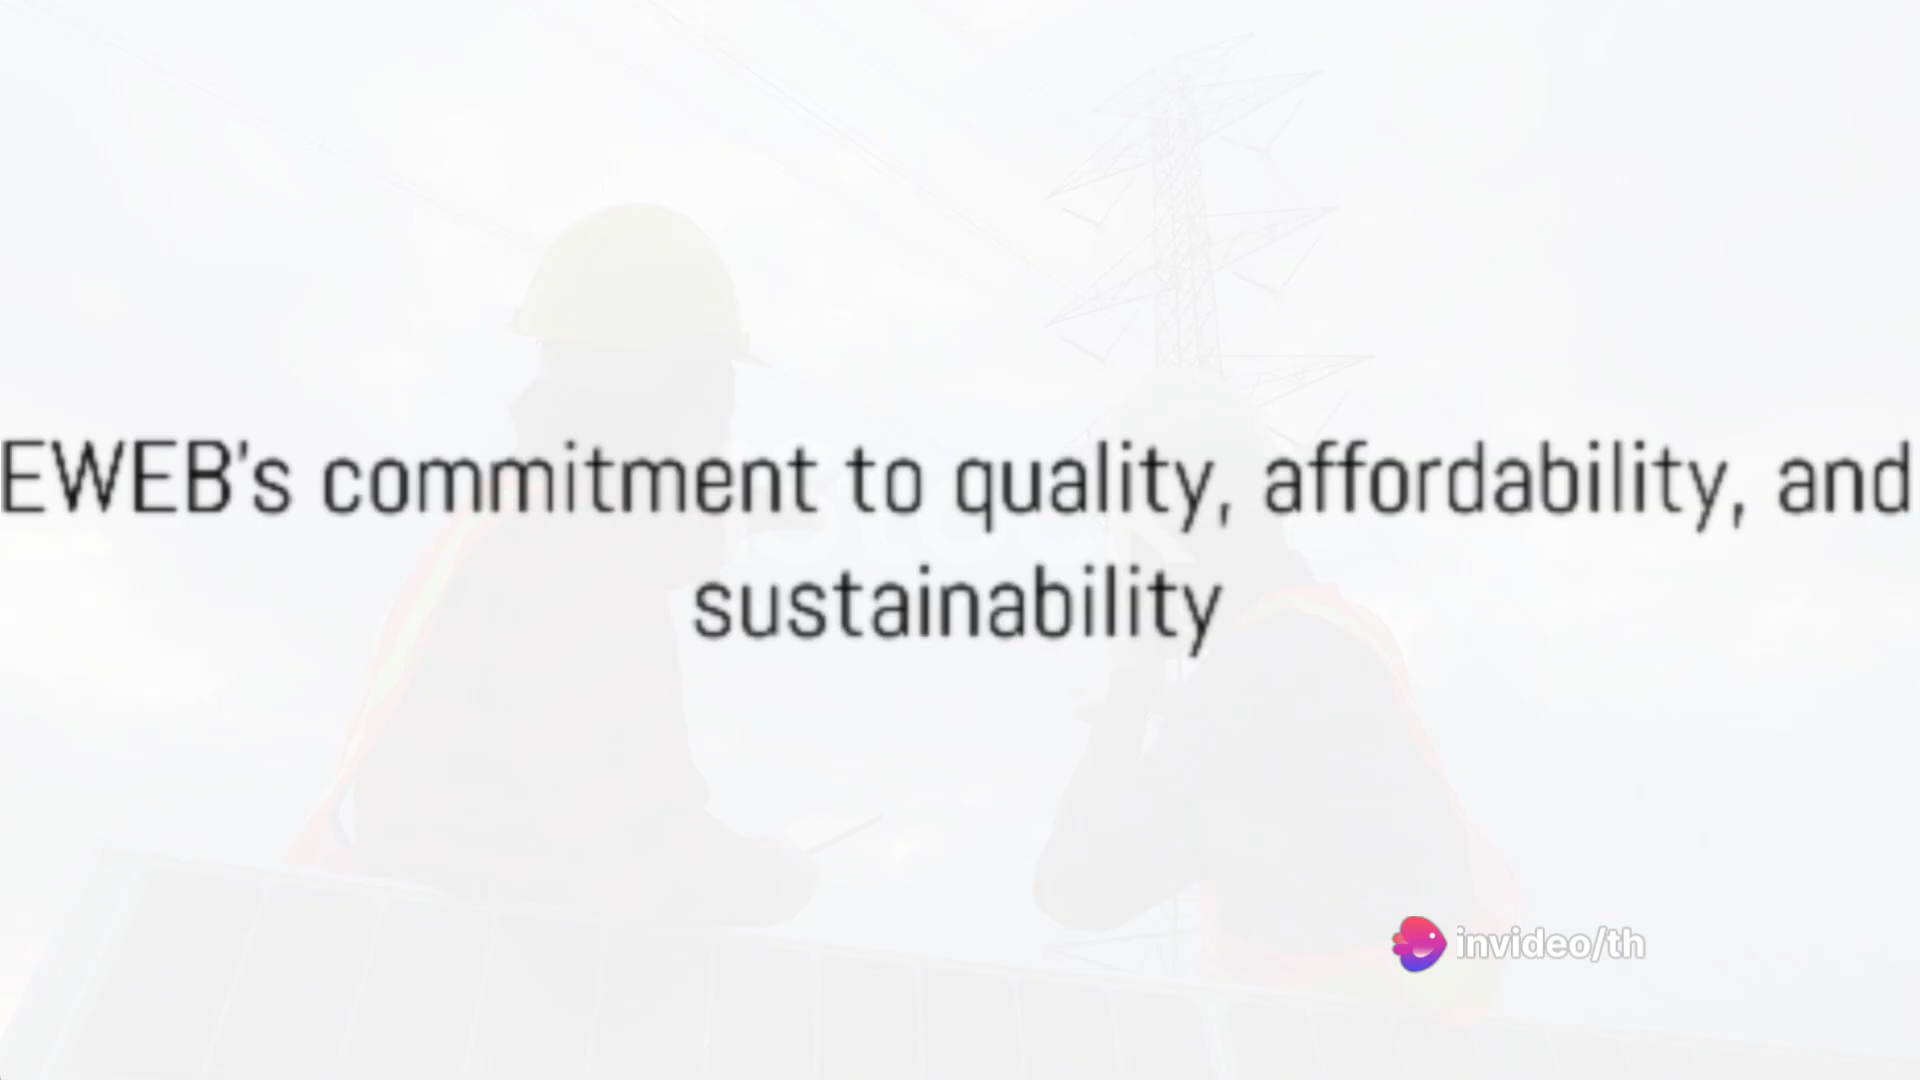 EWEB's commitment to quality, affordability, and
sustainability
invideo/th